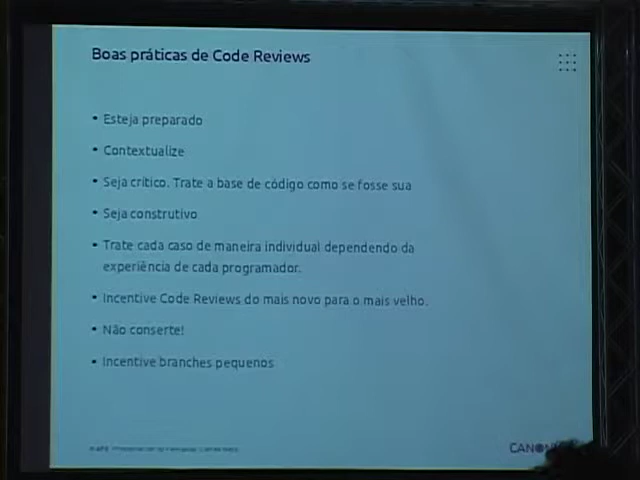 Boas práticas de Code Reviews
• Esteja preparado
• Contextualize
• Seja crítico. Trate a base de código como se fosse sua
• Seja construtivo
• Trate cada caso de maneira individual dependendo da
experiência de cada programador.
• Incentive Code Reviews do mais novo para o mais velho.
• Não conserte!
• Incentive branches pequenos